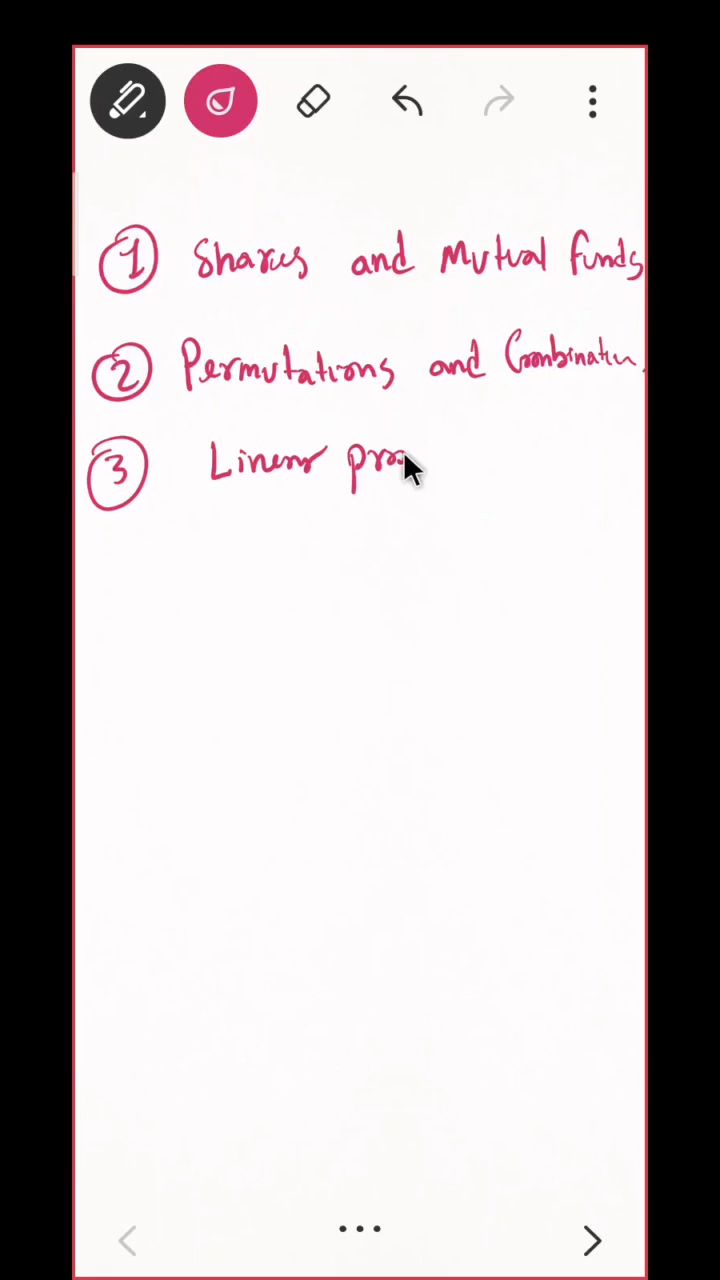 1 Shares and Mutual funds
2 Permutations and Combination
3 Linear pro